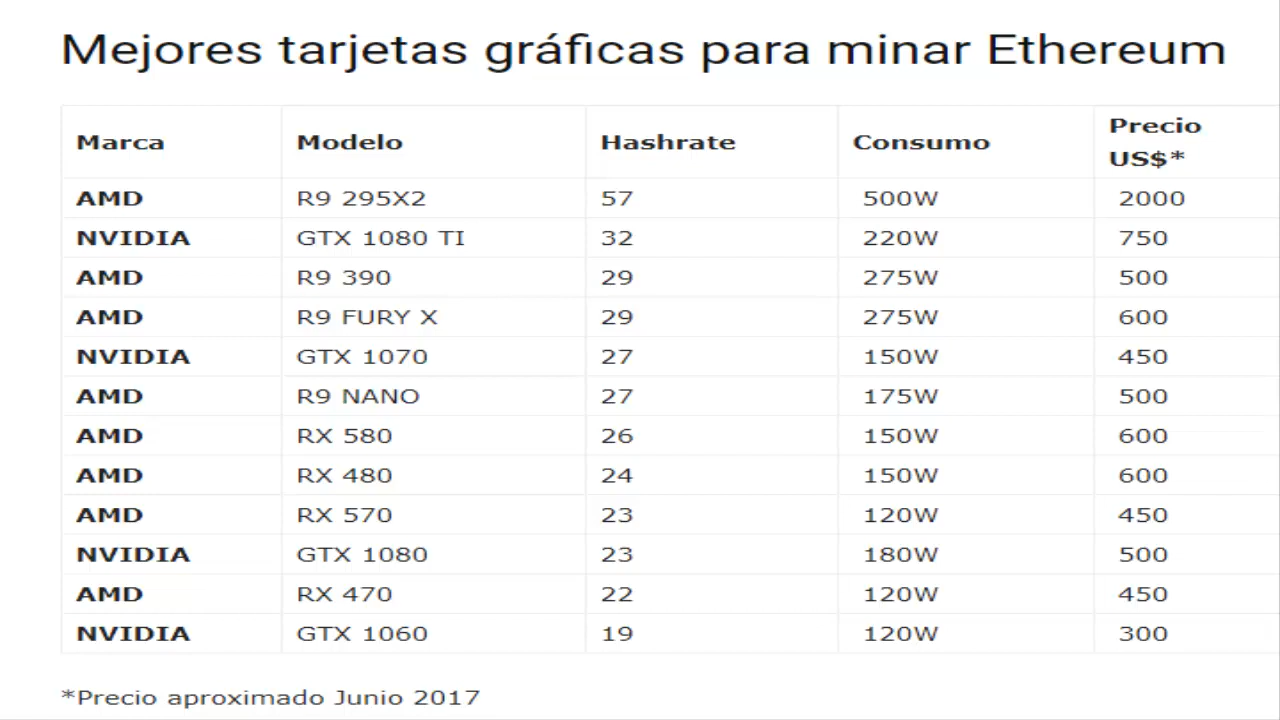 Mejores tarjetas gráficas para minar Ethereum
Marca Modelo Hashrate Consumo Precio US$*
AMD R9 295X2 57 500W 2000
NVIDIA GTX 1080 TI 32 220W 750
AMD R9 390 29 275W 500
AMD R9 FURY X 29 275W 600
NVIDIA GTX 1070 27 150W 450
AMD R9 NANO 27 175W 500
AMD RX 580 26 150W 600
AMD RX 480 24 150W 600
AMD RX 570 23 120W 450
NVIDIA GTX 1080 23 180W 500
AMD RX 470 22 120W 450
NVIDIA GTX 1060 19 120W 300
*Precio aproximado Junio 2017